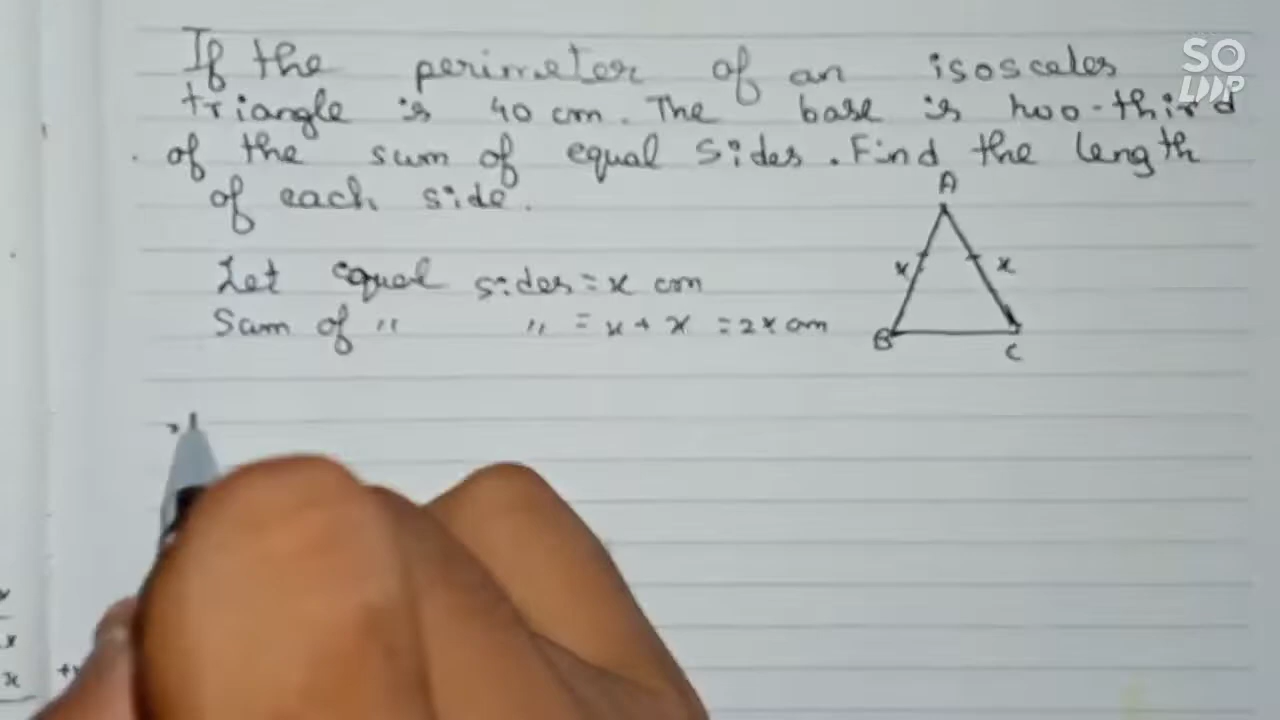 If the perimeter of an isosceles
triangle is 40 cm. The base is two-third
of the sum of equal sides. Find the length
of each side.
Let equal sides = x cm
Sum of " " = x + x = 2x cm
A
x x
B C
SO
LIIP
x
x
+x